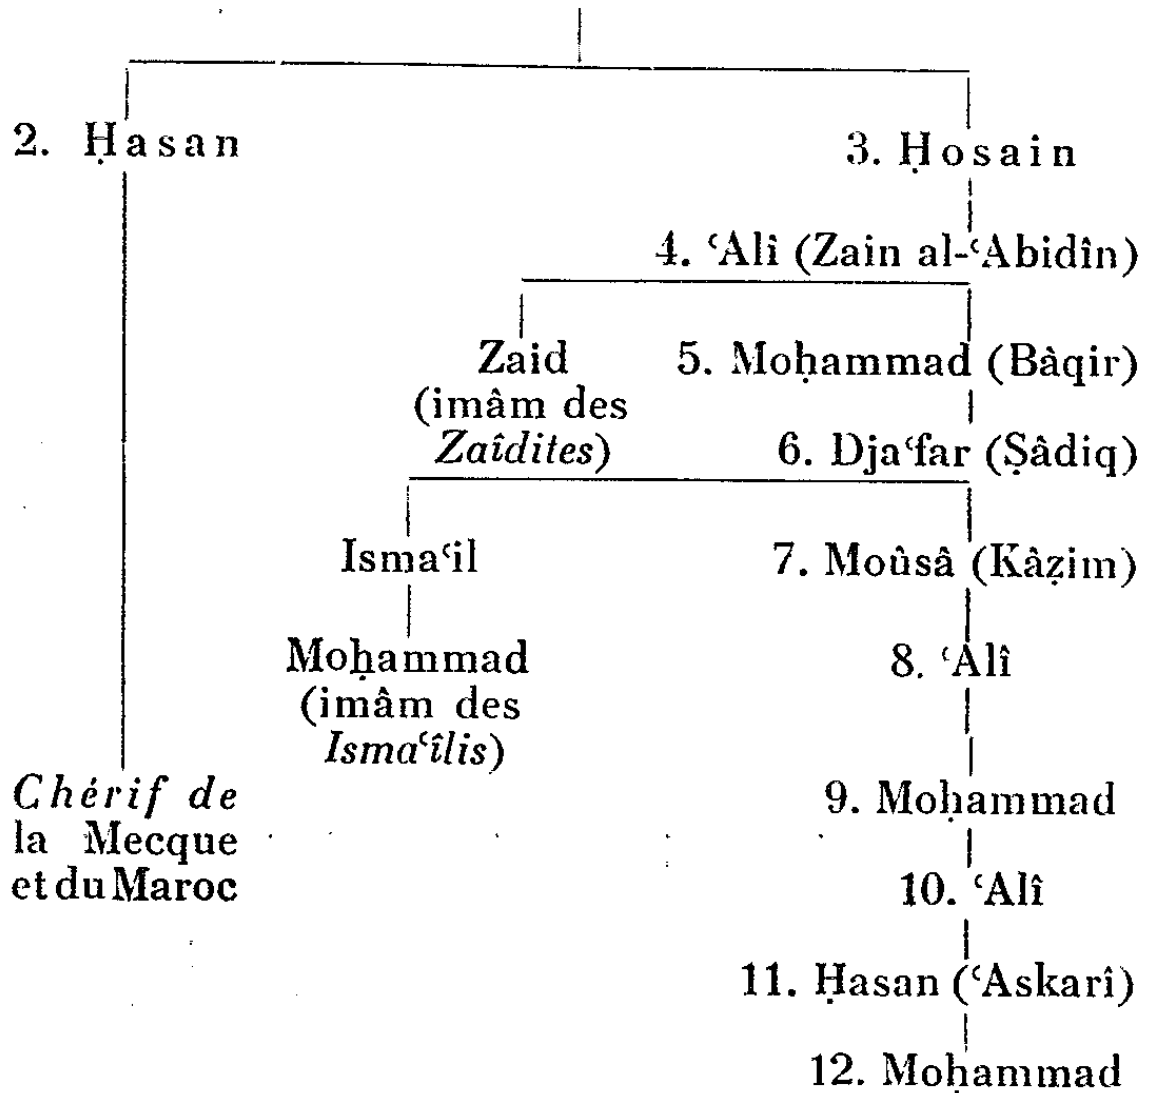 2. Ḥasan
3. Ḥosain
4. ʿAlî (Zain al-ʿAbidîn)
Zaid
(imâm des
Zaîdites)
5. Moḥammad (Bâqir)
6. Djaʿfar (Ṣâdiq)
Ismaʿil
Moḥammad
(imâm des
Ismaʿîlis)
7. Moûsâ (Kâẓim)
8. ʿAlî
9. Moḥammad
10. ʿAlî
11. Ḥasan (ʿAskarî)
12. Moḥammad
Chérif de
la Mecque
et du Maroc